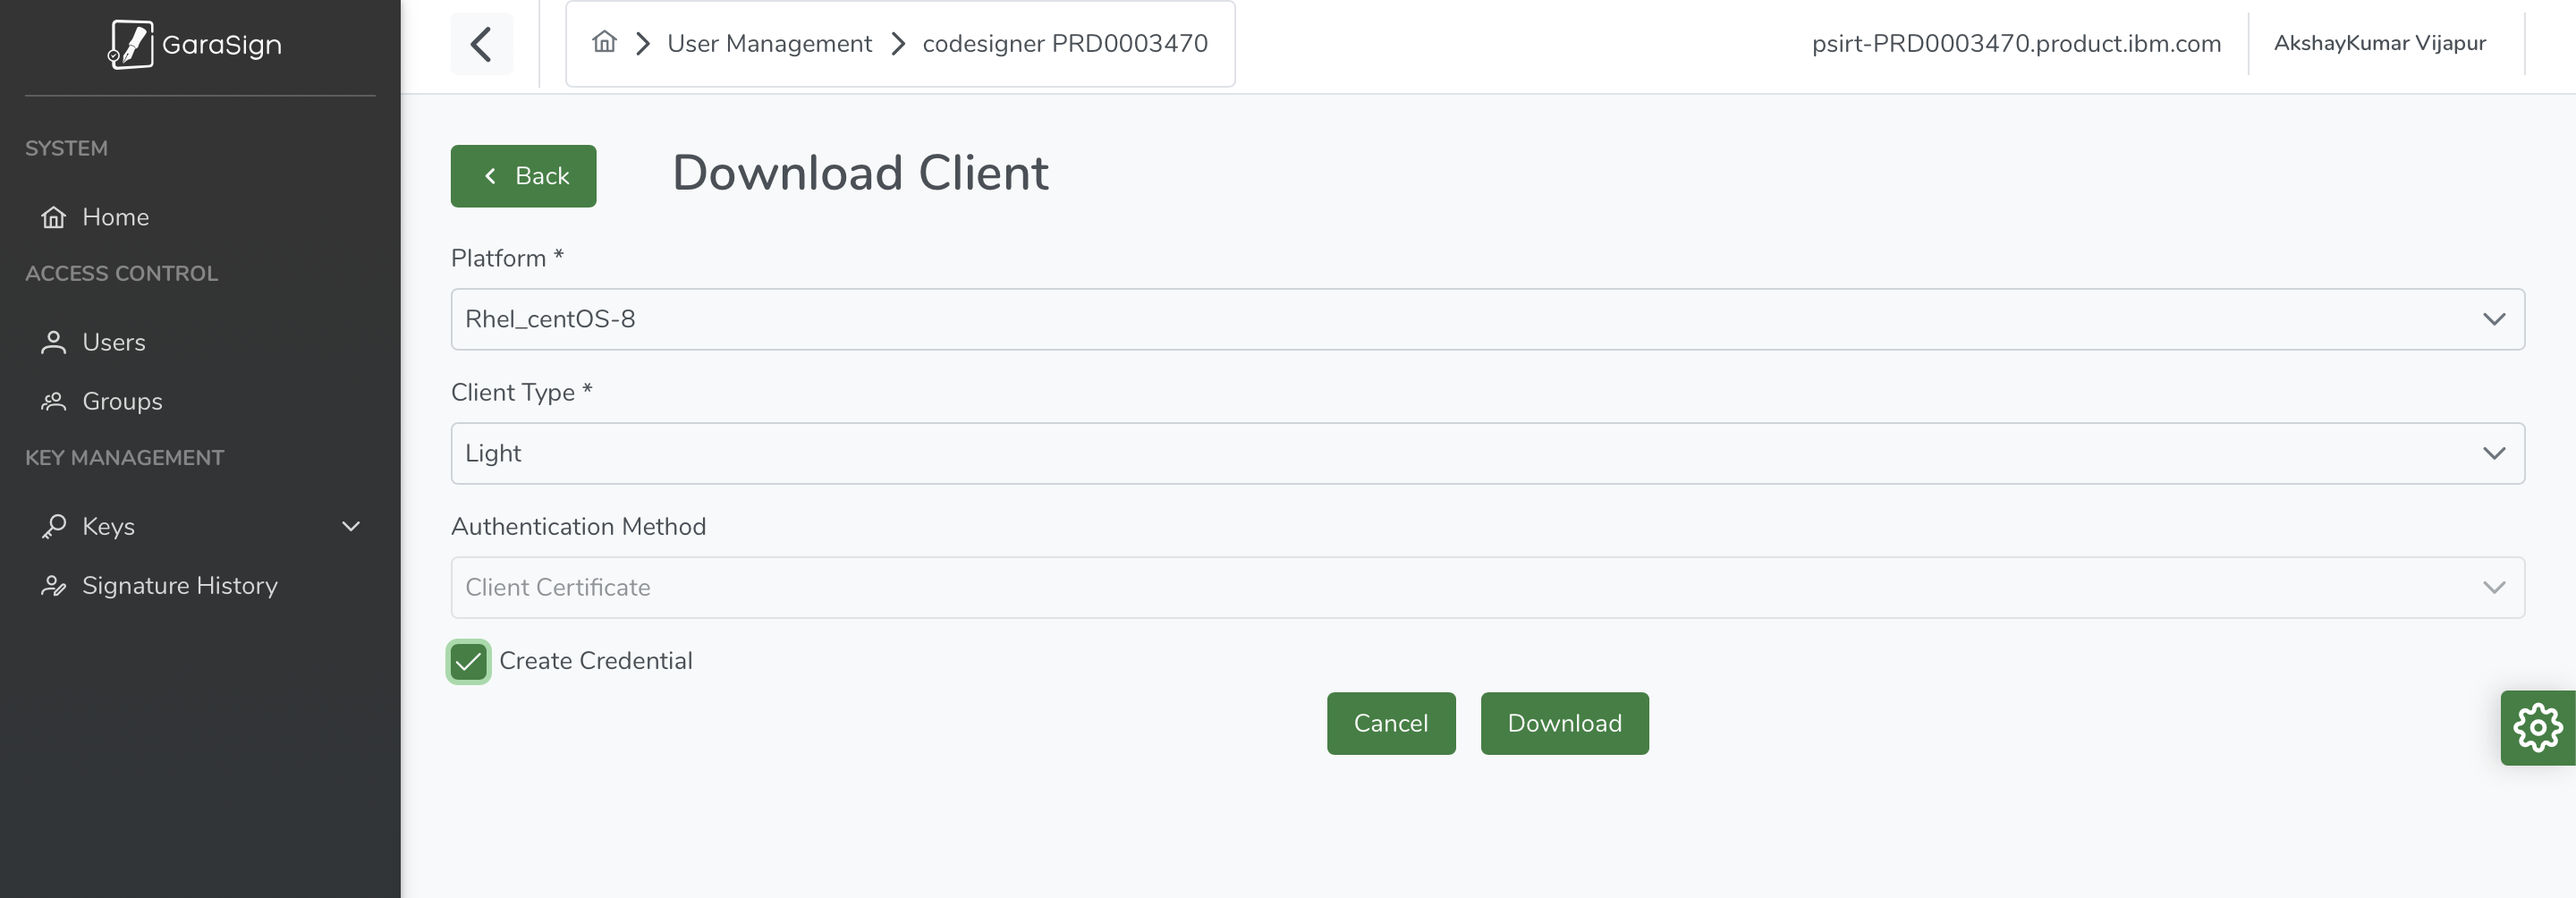 GaraSign
SYSTEM
Home
ACCESS CONTROL
Users
Groups
KEY MANAGEMENT
Keys
Signature History
User Management
codesigner PRD0003470
psirt-PRD0003470.product.ibm.com
AkshayKumar Vijapur
Back
Download Client
Platform *
Rhel_centOS-8
Client Type *
Light
Authentication Method
Client Certificate
Create Credential
Cancel
Download